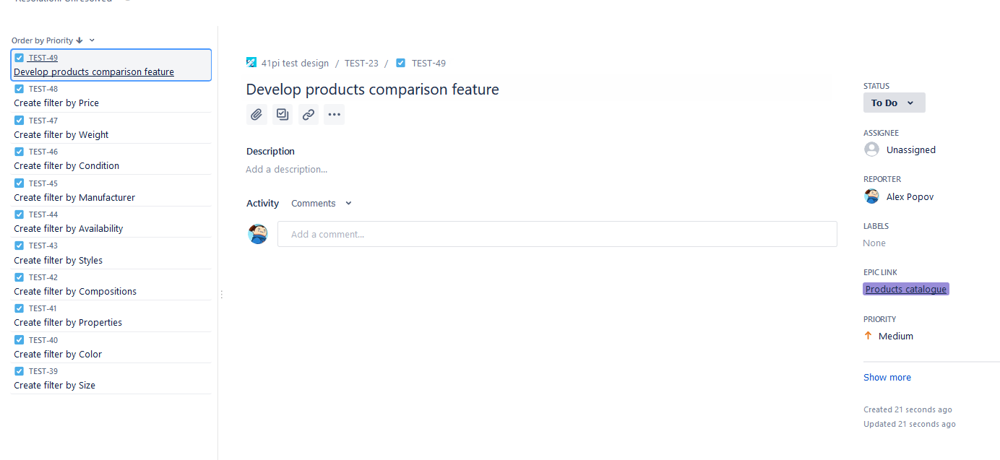 Resolution: Unresolved
Order by Priority
TEST-49
Develop products comparison feature
TEST-48
Create filter by Price
TEST-47
Create filter by Weight
TEST-46
Create filter by Condition
TEST-45
Create filter by Manufacturer
TEST-44
Create filter by Availability
TEST-43
Create filter by Styles
TEST-42
Create filter by Compositions
TEST-41
Create filter by Properties
TEST-40
Create filter by Color
TEST-39
Create filter by Size
41pi test design / TEST-23 / TEST-49
Develop products comparison feature
Description
Add a description...
Activity Comments
Add a comment...
STATUS
To Do
ASSIGNEE
Unassigned
REPORTER
Alex Popov
LABELS
None
EPIC LINK
Products catalogue
PRIORITY
Medium
Show more
Created 21 seconds ago
Updated 21 seconds ago